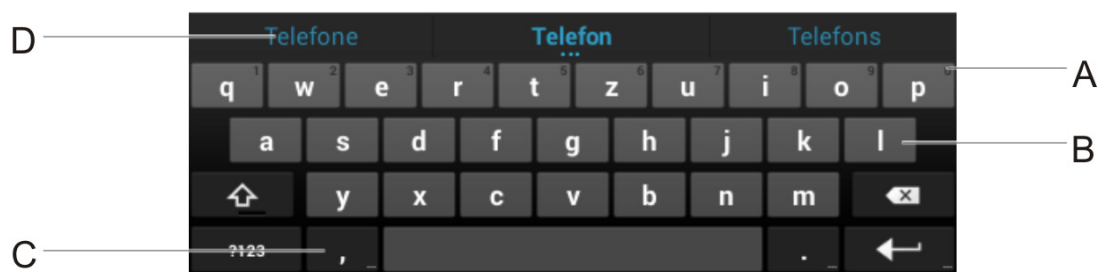 D Telefone Telefon Telefons
q 1 w 2 e 3 r 4 t 5 z 6 u 7 i 8 o 9 p 0 A
a s d f g h j k l B
y x c v b n m
C ?123 , .